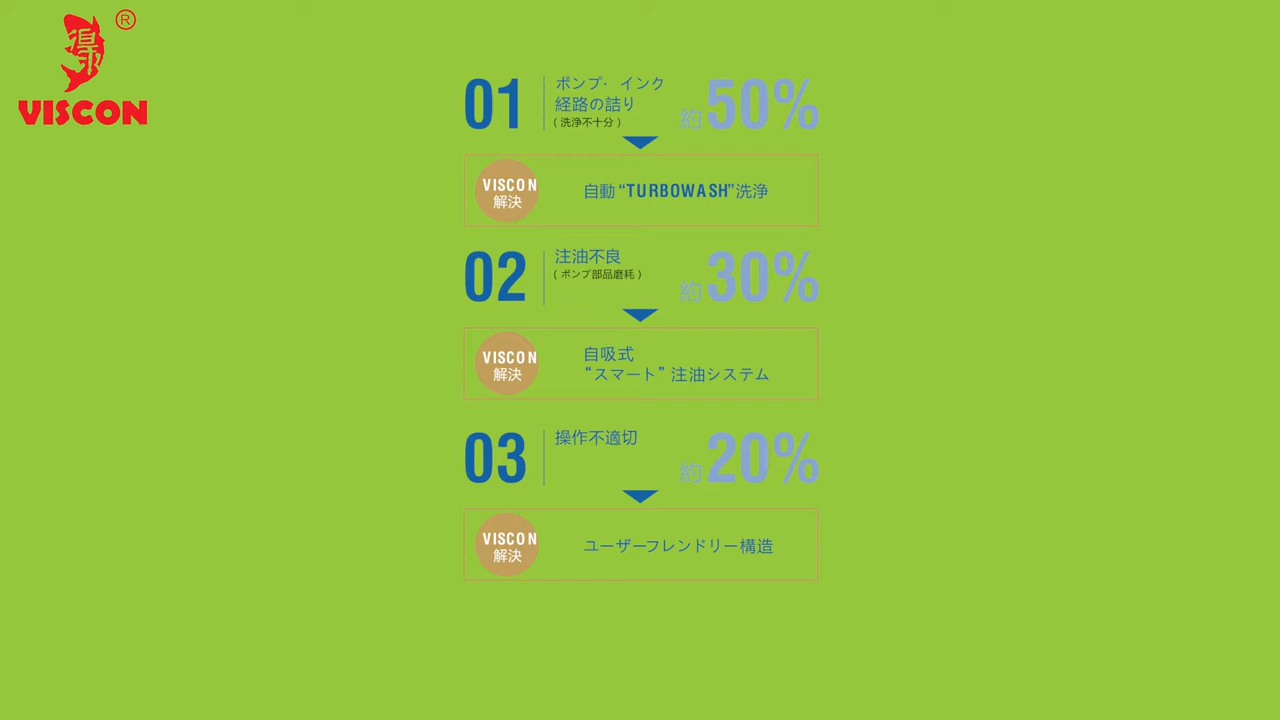 ®
VISCON
01
ポンプ・インク
経路の詰り
(洗浄不十分)
約50%
VISCON
解決
自動“TURBOWASH”洗浄
02
注油不良
(ポンプ部品磨耗)
約30%
VISCON
解決
自吸式
“スマート”注油システム
03
操作不適切
約20%
VISCON
解決
ユーザーフレンドリー構造